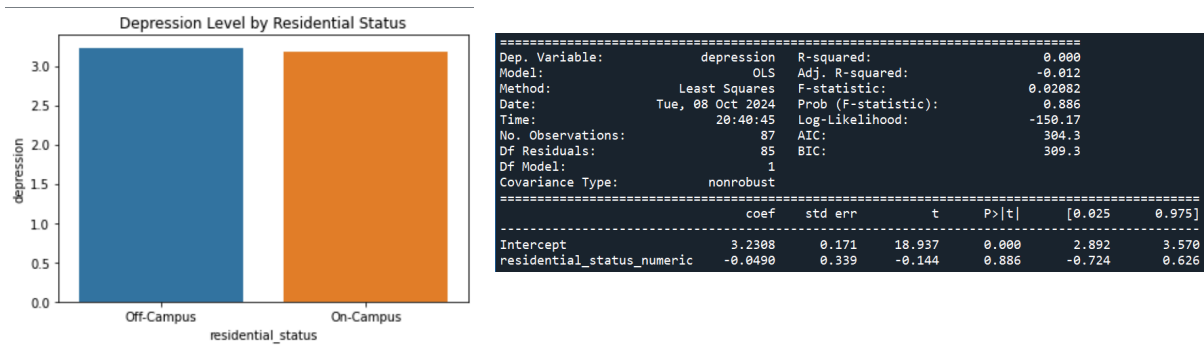 Depression Level by Residential Status
3.0
2.5
2.0
1.5
1.0
0.5
0.0
depression
Off-Campus On-Campus
residential_status
==============================================================================
Dep. Variable: depression R-squared: 0.000
Model: OLS Adj. R-squared: -0.012
Method: Least Squares F-statistic: 0.02082
Date: Tue, 08 Oct 2024 Prob (F-statistic): 0.886
Time: 20:40:45 Log-Likelihood: -150.17
No. Observations: 87 AIC: 304.3
Df Residuals: 85 BIC: 309.3
Df Model: 1
Covariance Type: nonrobust
==============================================================================
coef std err t P>|t| [0.025 0.975]
------------------------------------------------------------------------------
Intercept 3.2308 0.171 18.937 0.000 2.892 3.570
residential_status_numeric -0.0490 0.339 -0.144 0.886 -0.724 0.626